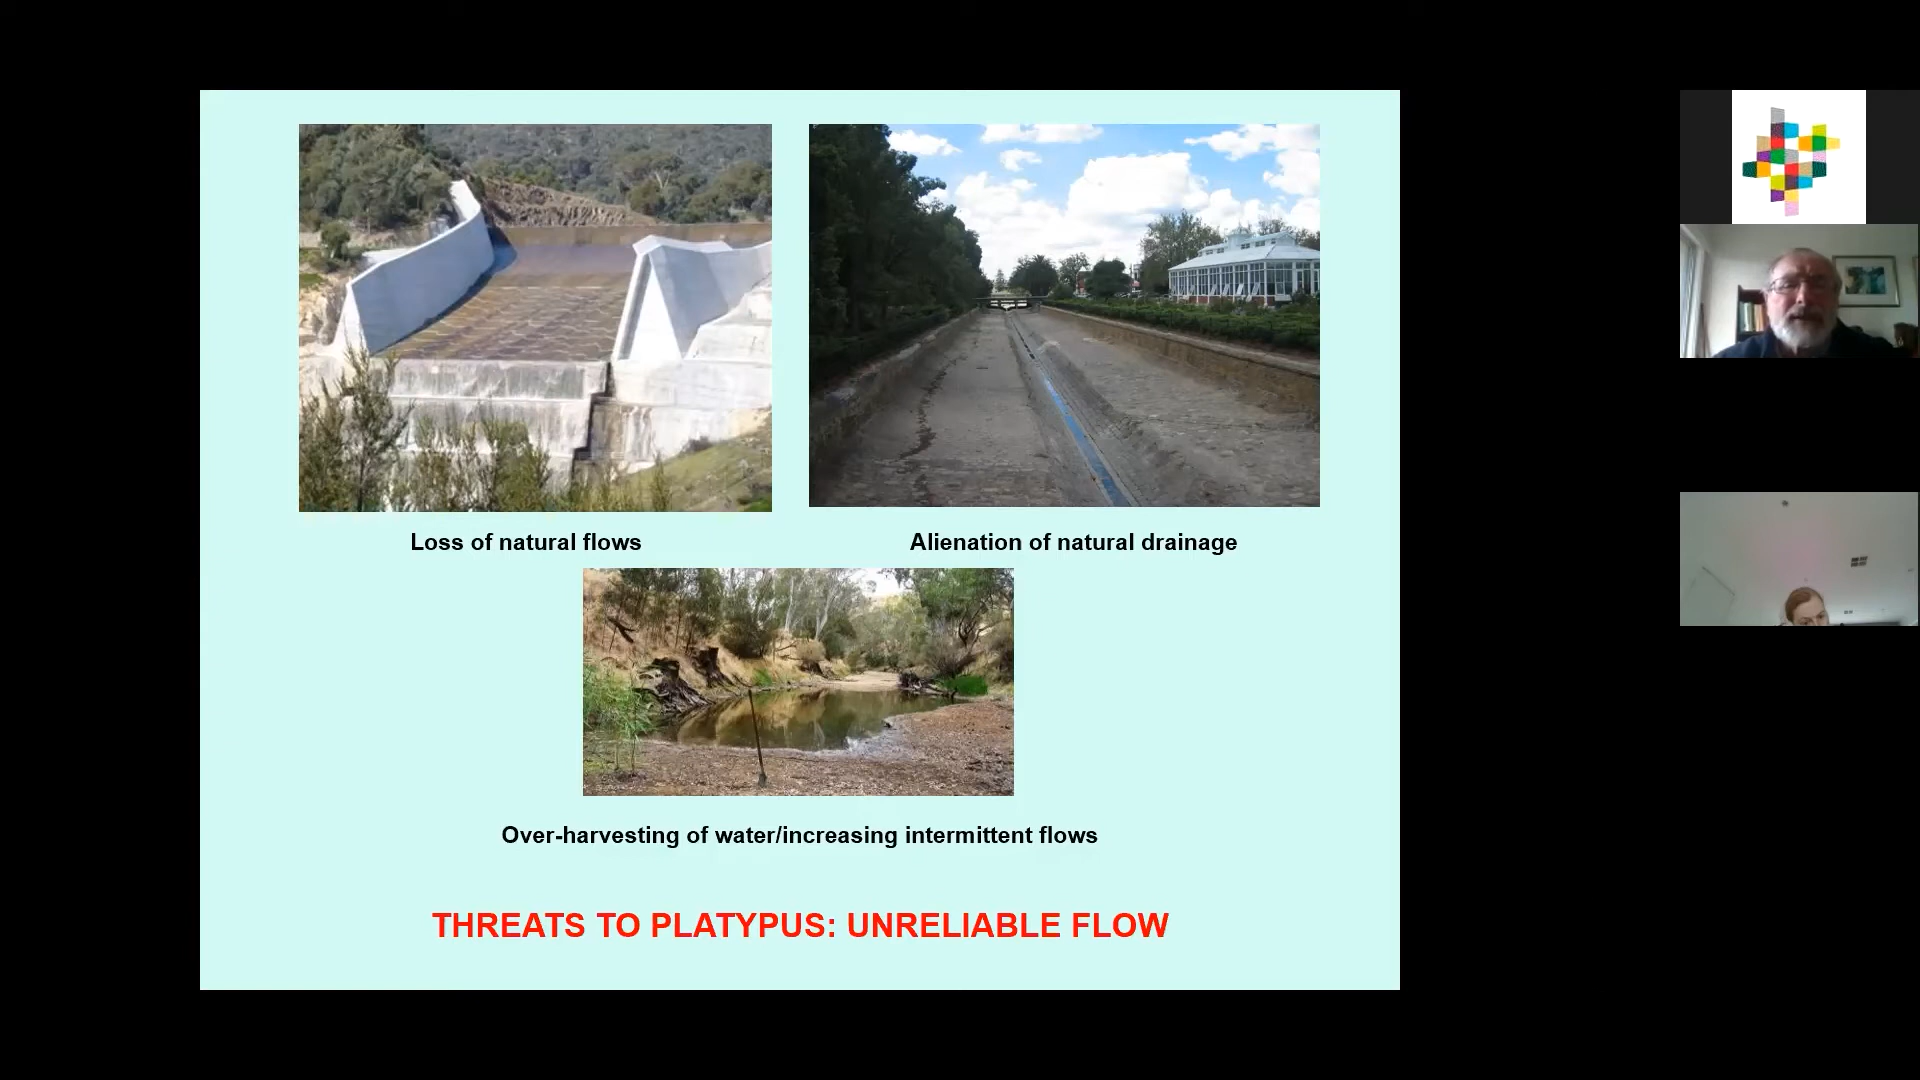 Loss of natural flows
Alienation of natural drainage
Over-harvesting of water/increasing intermittent flows
THREATS TO PLATYPUS: UNRELIABLE FLOW